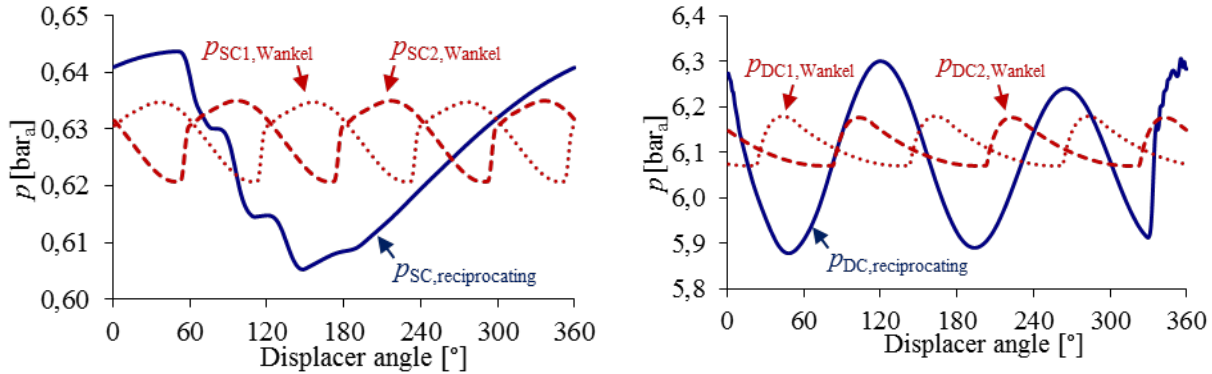 0,65
0,64
0,63
0,62
0,61
0,60
p [bar_a]
p_SC1,Wankel
p_SC2,Wankel
p_SC,reciprocating
0 60 120 180 240 300 360
Displacer angle [°]
6,4
6,3
6,2
6,1
6,0
5,9
5,8
p [bar_a]
p_DC1,Wankel
p_DC2,Wankel
p_DC,reciprocating
0 60 120 180 240 300 360
Displacer angle [°]